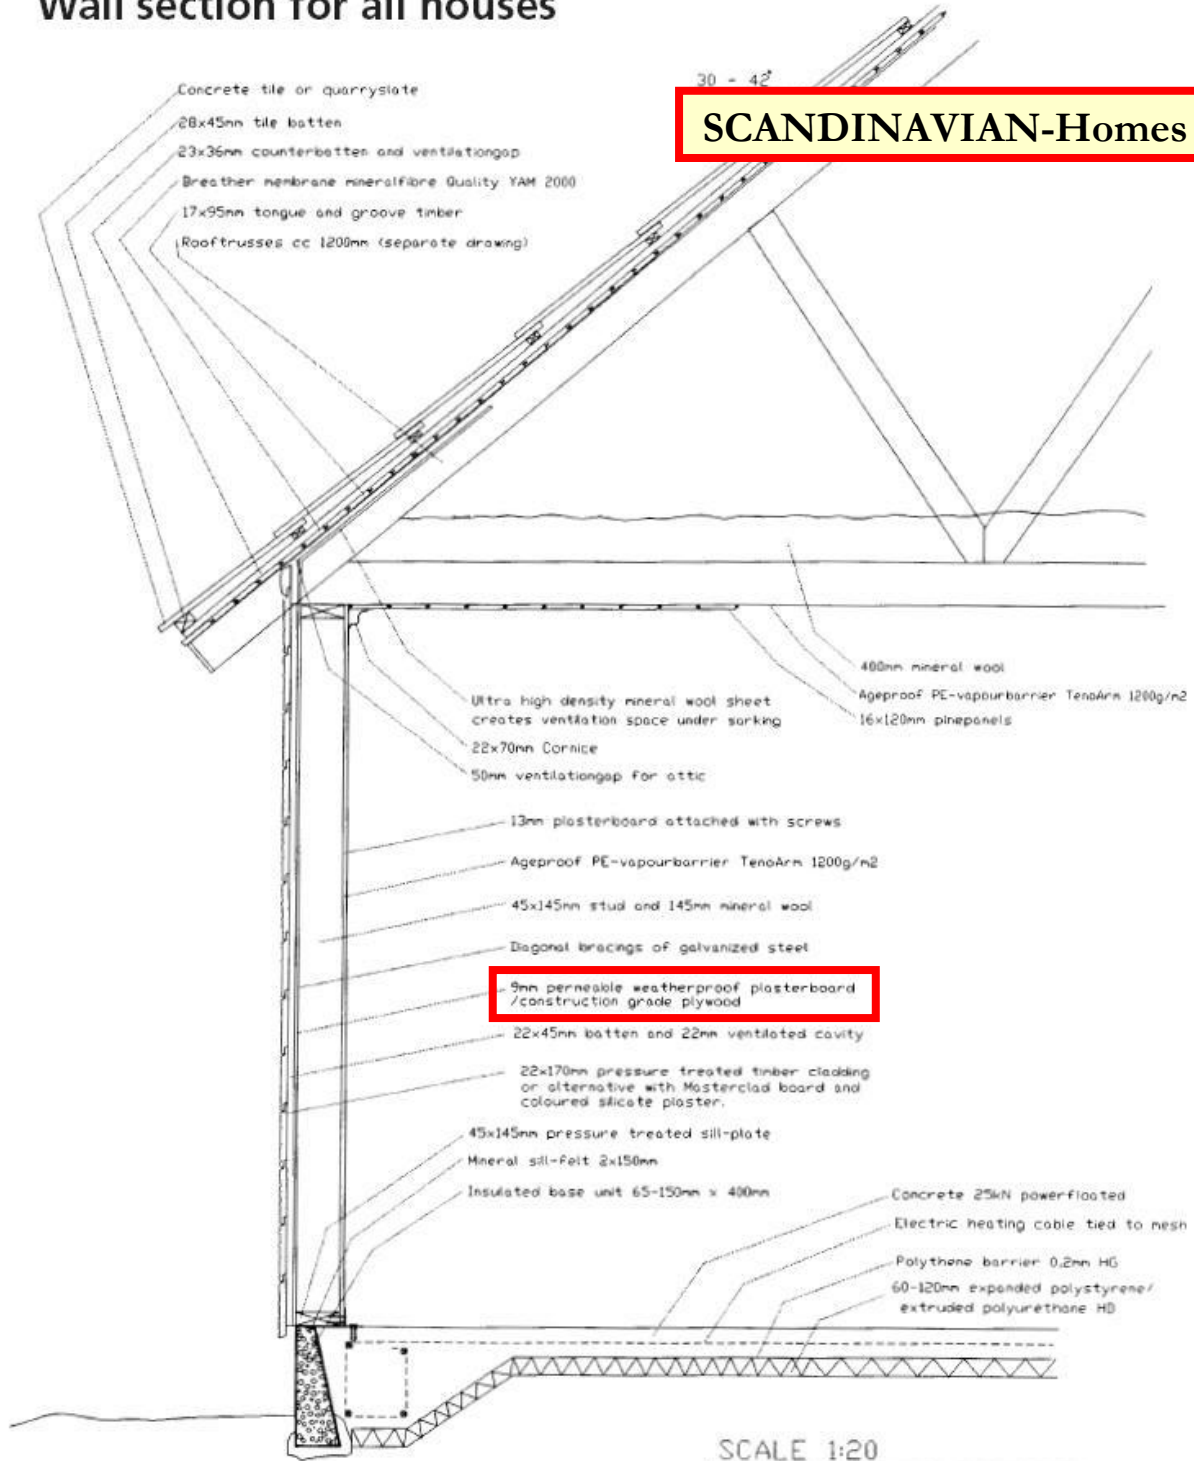 Wall section for all houses
30 - 42°
SCANDINAVIAN-Homes
Concrete tile or quarryslate
28x45mm tile batten
23x36mm counterbatten and ventilationgap
Breather membrane mineralfibre Quality YAM 2000
17x95mm tongue and groove timber
Rooftrusses cc 1200mm (separate drawing)
400mm mineral wool
Ageproof PE-vapourbarrier TenoArm 1200g/m2
16x120mm pinepanels
Ultra high density mineral wool sheet
creates ventilation space under sarking
22x70mm Cornice
50mm ventilationgap for attic
13mm plasterboard attached with screws
Ageproof PE-vapourbarrier TenoArm 1200g/m2
45x145mm stud and 145mm mineral wool
Diagonal bracings of galvanized steel
9mm permeable weatherproof plasterboard
/construction grade plywood
22x45mm batten and 22mm ventilated cavity
22x170mm pressure treated timber cladding
or alternative with Masterclad board and
coloured silicate plaster.
45x145mm pressure treated sill-plate
Mineral sill-felt 2x150mm
Insulated base unit 65-150mm x 400mm
Concrete 25kN powerfloated
Electric heating cable tied to mesh
Polythene barrier 0.2mm HG
60-120mm expanded polystyrene/
extruded polyurethane HD
SCALE 1:20